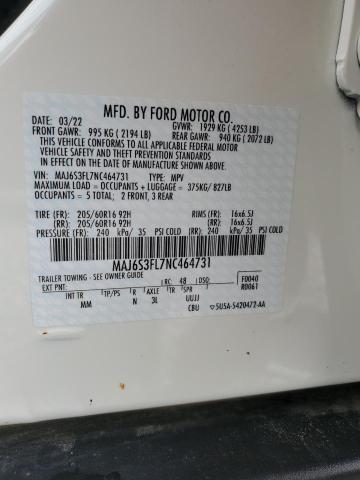 MFD. BY FORD MOTOR CO.
03/22 GVWR: 1929 KG (4253 LB)
FRONT GAWR: 995 KG (2194 LB) REAR GAWR: 940 KG (2072 LB)
THIS VEHICLE CONFORMS TO ALL APPLICABLE FEDERAL MOTOR
VEHICLE SAFETY AND THEFT PREVENTION STANDARDS IN EFFECT ON THE
DATE OF MANUFACTURE SHOWN ABOVE.
VIN: MAJ6S3FL7NC464731 TYPE: MPV
MAXIMUM LOAD = OCCUPANTS + LUGGAGE = 375KG/827LB
OCCUPANTS = 5 TOTAL: 2 FRONT, 3 REAR
TIRE (FR): 205/60R16 92H RIMS (FR): 16x6.5J
(RR): 205/60R16 92H (RR): 16x6.5J
PRESSURE (FR): 240 kPa/ 35 PSI COLD (RR): 240 kPa/ 35 PSI COLD
MAJ6S3FL7NC464731
TRAILER TOWING - SEE OWNER GUIDE F0040
RC: 48 DSO: R0061
INT TR TP/PS R AXLE TR SPR
MM N 3L UUJJ
CBU 5U5A-5420472-AA